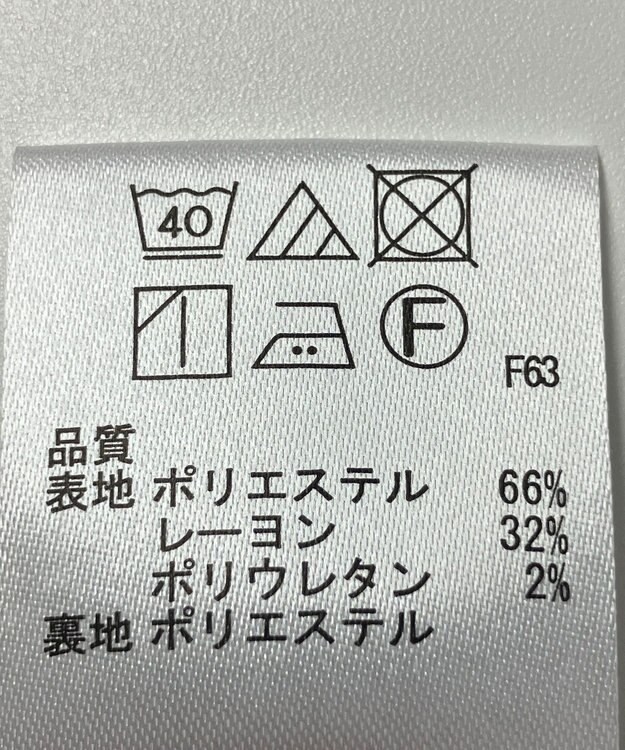 40
F
F63
品質
表地 ポリエステル 66%
レーヨン 32%
ポリウレタン 2%
裏地 ポリエステル